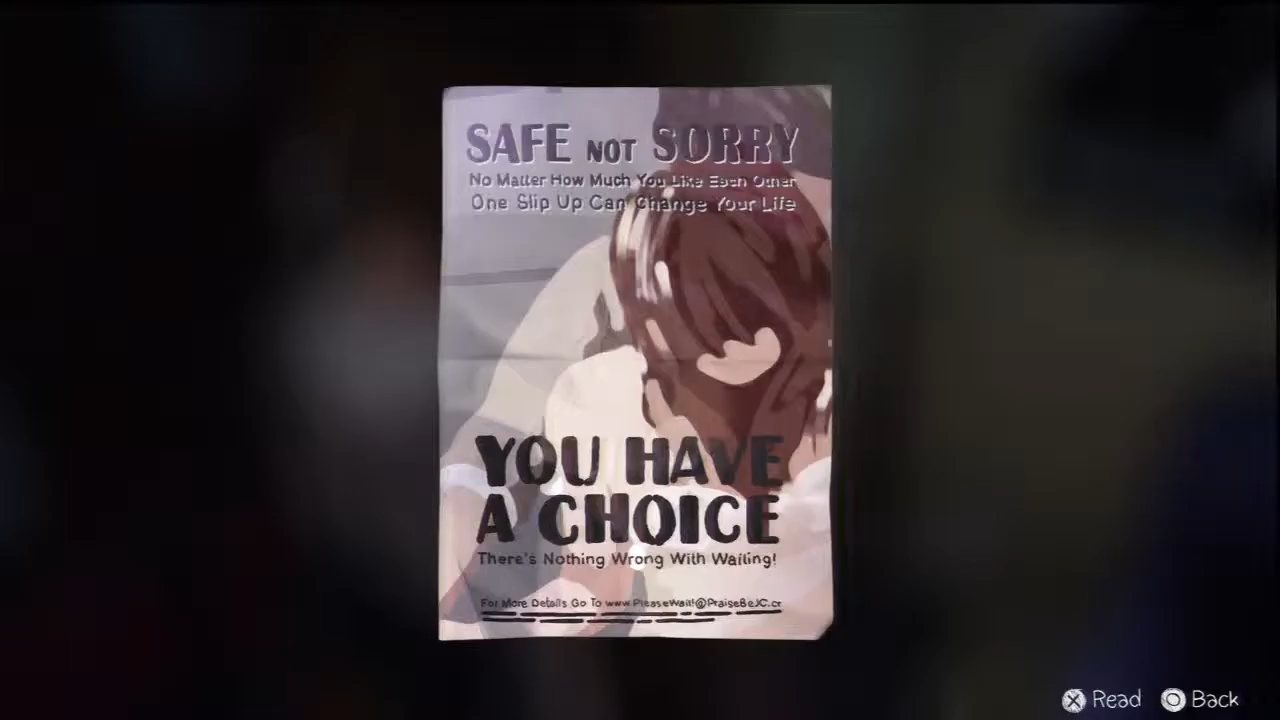 SAFE NOT SORRY
No Matter How Much You Like Each Other
One Slip Up Can Change Your Life
YOU HAVE
A CHOICE
There's Nothing Wrong With Waiting!
For More Details Go To www.PleaseWait!@PraiseBeJC.cr
Read Back